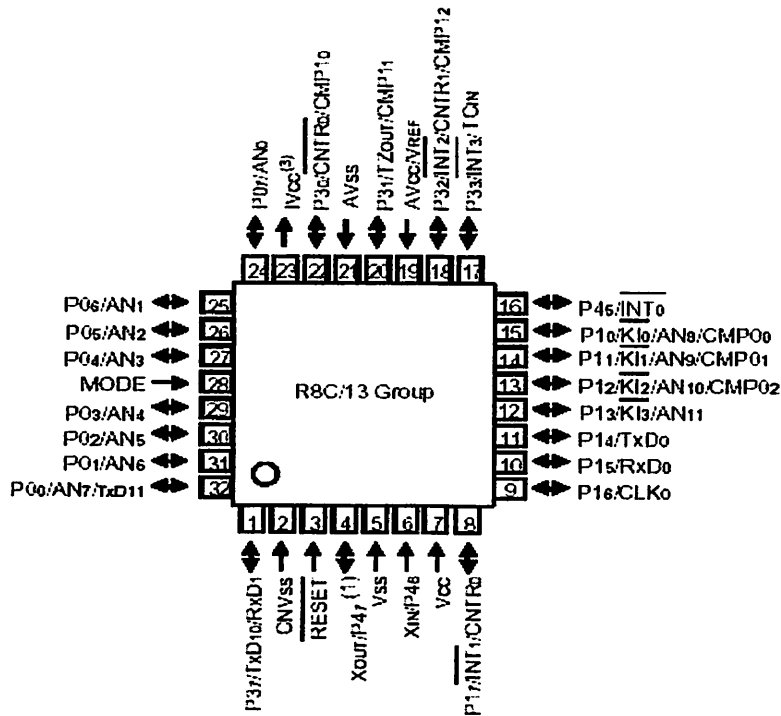 P07/AN0
IVcc(3)
P30/CNTR0/CMP10
AVss
P31/TZOUT/CMP11
AVcc/VREF
P32/INT2/CNTR1/CMP12
P33/INT3/TCIN
24 23 22 21 20 19 18 17
P06/AN1 25
P05/AN2 26
P04/AN3 27
MODE 28
P03/AN4 29
P02/AN5 30
P01/AN6 31
P00/AN7/TxD11 32
R8C/13 Group
16 P45/INT0
15 P10/KI0/AN8/CMP00
14 P11/KI1/AN9/CMP01
13 P12/KI2/AN10/CMP02
12 P13/KI3/AN11
11 P14/TxD0
10 P15/RxD0
9 P16/CLK0
1 2 3 4 5 6 7 8
P37/TxD10/RxD1
CNVss
RESET
XOUT/P47(1)
Vss
XIN/P46
Vcc
P17/INT1/CNTR0